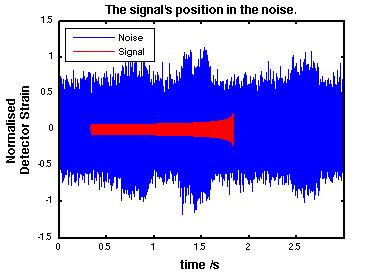 The signal's position in the noise.
1.5
Noise
Signal
1
0.5
0
-0.5
-1
-1.5
Normalised
Detector Strain
0 0.5 1 1.5 2 2.5
time /s